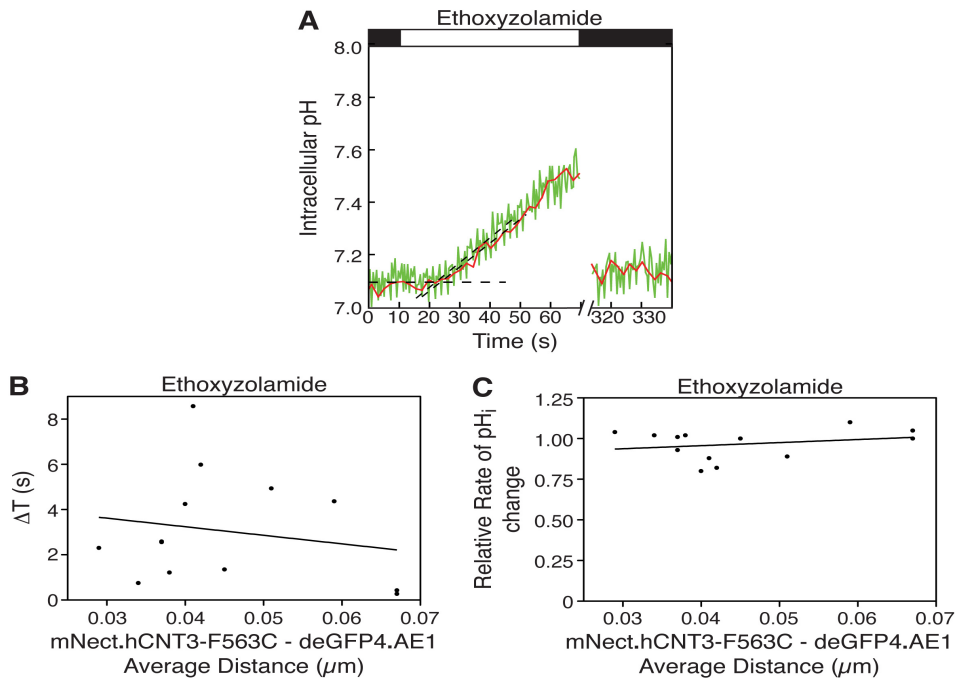 A
Ethoxyzolamide
8.0
7.8
7.6
7.4
7.2
7.0
Intracellular pH
0 10 20 30 40 50 60 320 330
Time (s)
B
Ethoxyzolamide
8
6
4
2
0
ΔT (s)
0.03 0.04 0.05 0.06 0.07
mNect.hCNT3-F563C - deGFP4.AE1
Average Distance (µm)
C
Ethoxyzolamide
1.25
1.00
0.75
0.50
0.25
0
Relative Rate of pHi
change
0.03 0.04 0.05 0.06 0.07
mNect.hCNT3-F563C - deGFP4.AE1
Average Distance (µm)